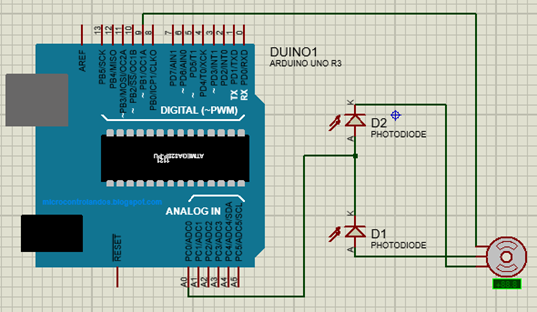 DUINO1
ARDUINO UNO R3
AREF
13
12
11
10
9
8
7
6
5
4
3
2
1
0
PB5/SCK
PB4/MISO
~PB3/MOSI/OC2A
~PB2/SS/OC1B
~PB1/OC1A
PB0/ICP1/CLKO
PD7/AIN1
~PD6/AIN0
~PD5/T1
PD4/T0/XCK
~PD3/INT1
PD2/INT0
PD1/TXD
PD0/RXD
TX
RX
DIGITAL (~PWM)
1121
microcontrollerslab.blogspot.com
ANALOG IN
RESET
PC0/ADC0
PC1/ADC1
PC2/ADC2
PC3/ADC3
PC4/ADC4/SDA
PC5/ADC5/SCL
A0
A1
A2
A3
A4
A5
K
D2
PHOTODIODE
A
K
D1
PHOTODIODE
A